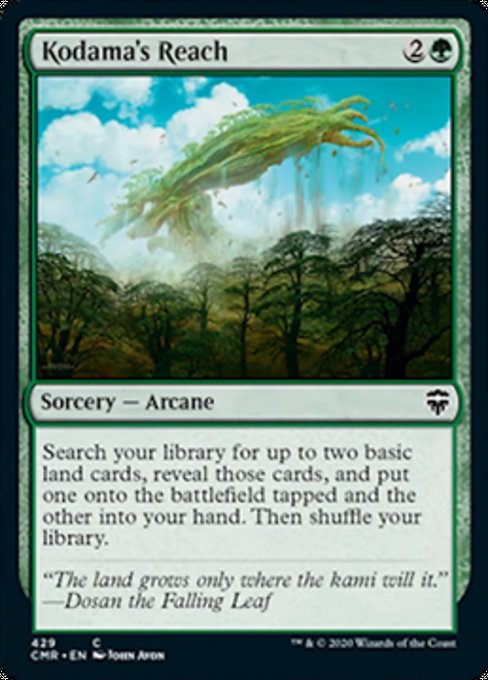 Kodama's Reach 2
Sorcery — Arcane
Search your library for up to two basic
land cards, reveal those cards, and put
one onto the battlefield tapped and the
other into your hand. Then shuffle your
library.
"The land grows only where the kami will it."
—Dosan the Falling Leaf
429 C
CMR • EN John Avon
™ & © 2020 Wizards of the Coast